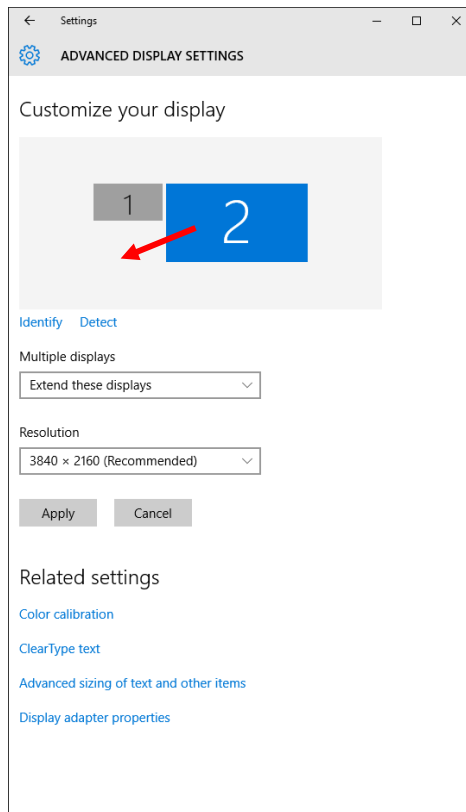 Settings
ADVANCED DISPLAY SETTINGS
Customize your display
1
2
Identify Detect
Multiple displays
Extend these displays
Resolution
3840 × 2160 (Recommended)
Apply Cancel
Related settings
Color calibration
ClearType text
Advanced sizing of text and other items
Display adapter properties